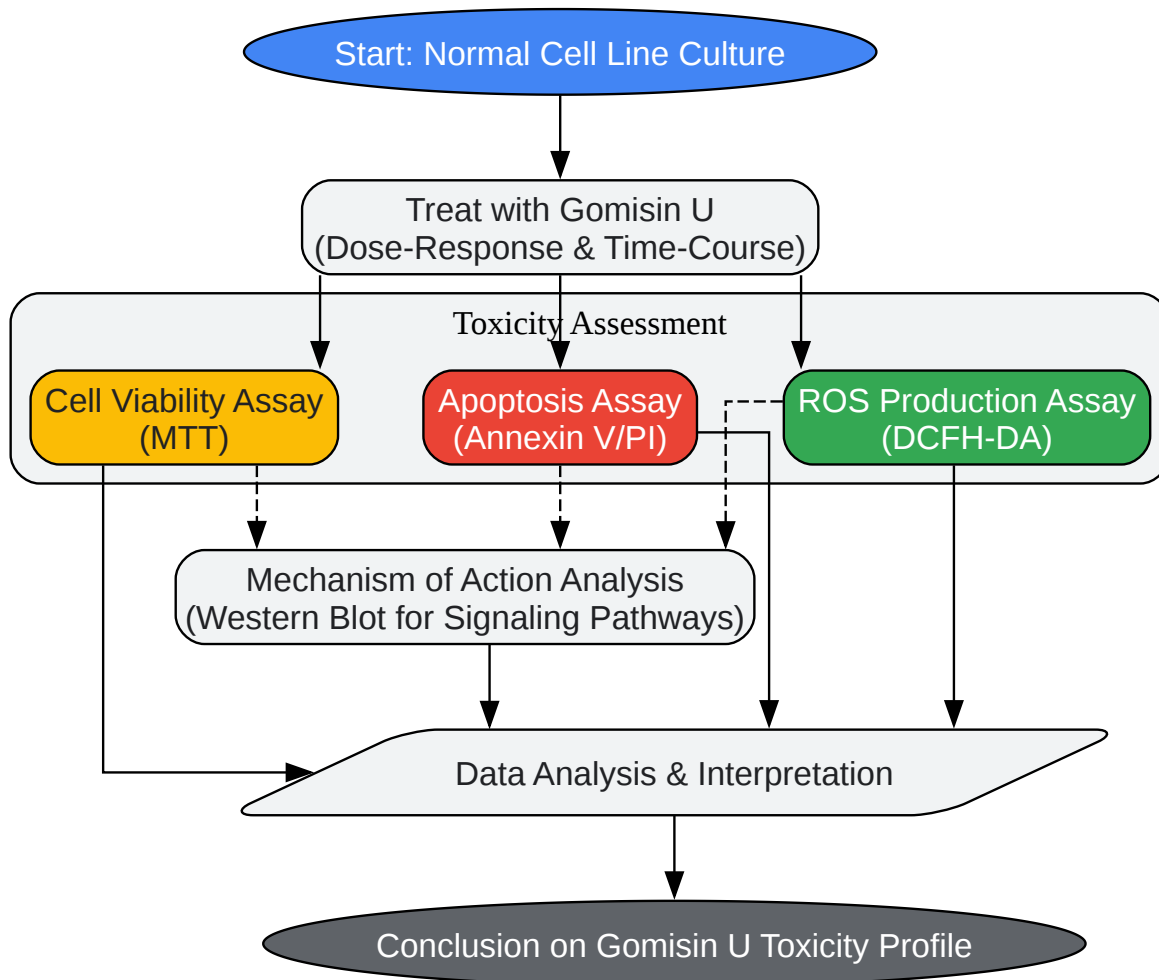 Start: Normal Cell Line Culture
Treat with Gomisin U
(Dose-Response & Time-Course)
Toxicity Assessment
Cell Viability Assay
(MTT)
Apoptosis Assay
(Annexin V/PI)
ROS Production Assay
(DCFH-DA)
Mechanism of Action Analysis
(Western Blot for Signaling Pathways)
Data Analysis & Interpretation
Conclusion on Gomisin U Toxicity Profile